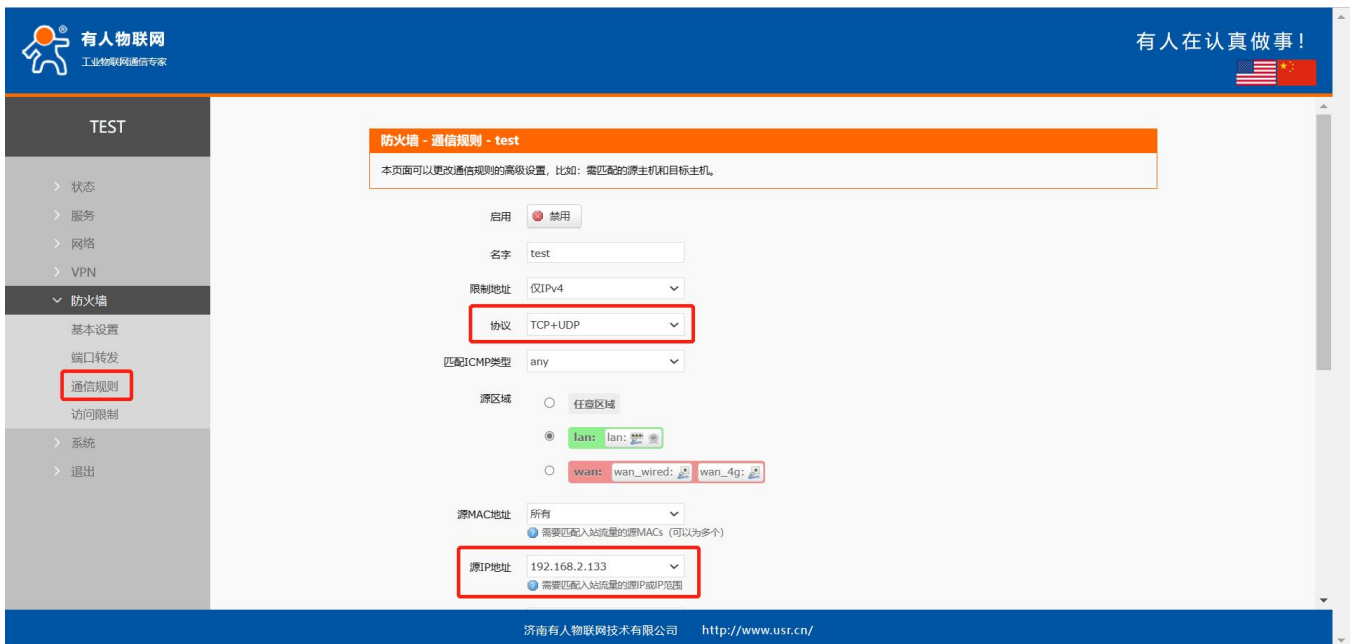 有人物联网
工业物联网通信专家
有人在认真做事!
TEST
状态
服务
网络
VPN
防火墙
基本设置
端口转发
通信规则
访问限制
系统
退出
防火墙 - 通信规则 - test
本页面可以更改通信规则的高级设置,比如:需匹配的源主机和目标主机。
启用 禁用
名字 test
限制地址 仅IPv4
协议 TCP+UDP
匹配ICMP类型 any
源区域 任意区域
lan: lan:
wan: wan_wired: wan_4g:
源MAC地址 所有
需要匹配入站流量的源MACs(可以为多个)
源IP地址 192.168.2.133
需要匹配入站流量的源IP或IP范围
济南有人物联网技术有限公司 http://www.usr.cn/